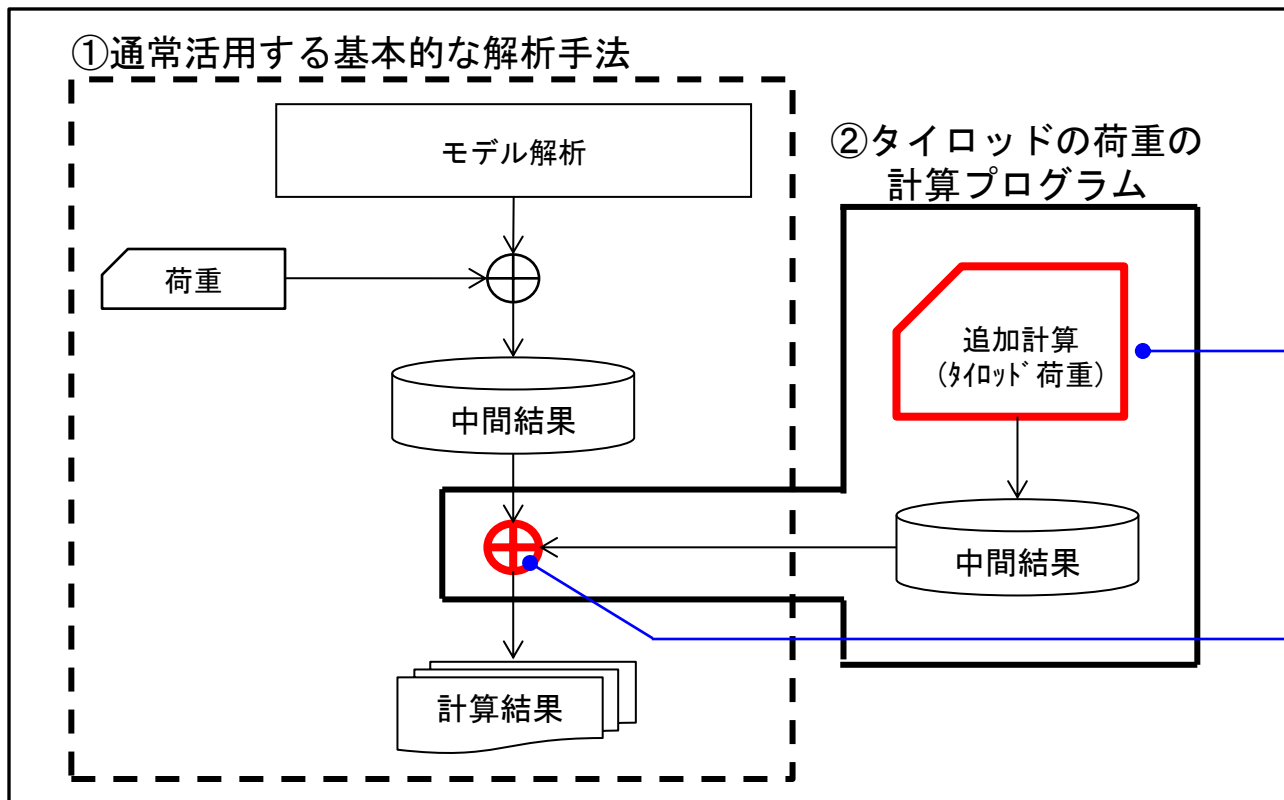 ①通常活用する基本的な解析手法
モデル解析
②タイロッドの荷重の
計算プログラム
荷重
追加計算
(ﾀｲﾛｯﾄﾞ荷重)
中間結果
中間結果
計算結果